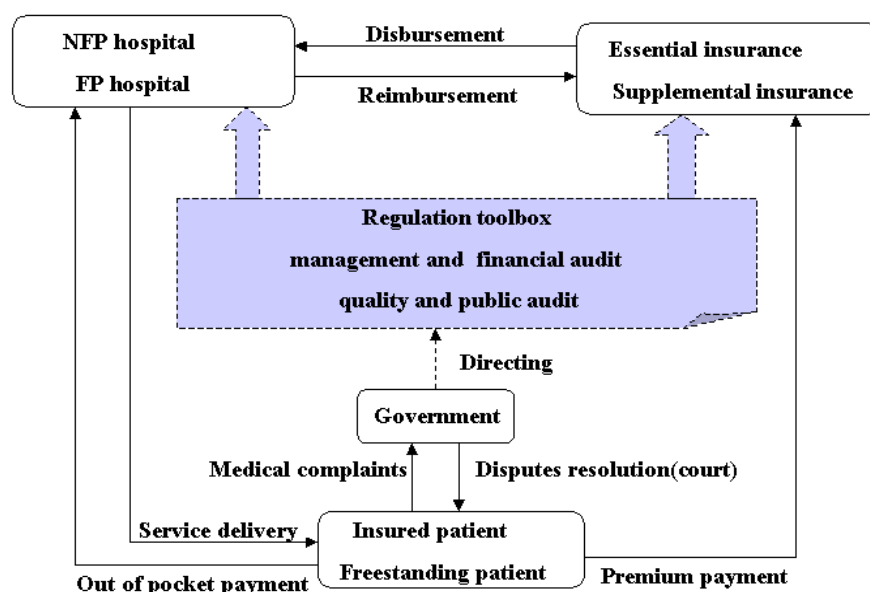 NFP hospital
FP hospital
Disbursement
Reimbursement
Essential insurance
Supplemental insurance
Regulation toolbox
management and financial audit
quality and public audit
Directing
Government
Medical complaints
Disputes resolution(court)
Service delivery
Insured patient
Freestanding patient
Out of pocket payment
Premium payment